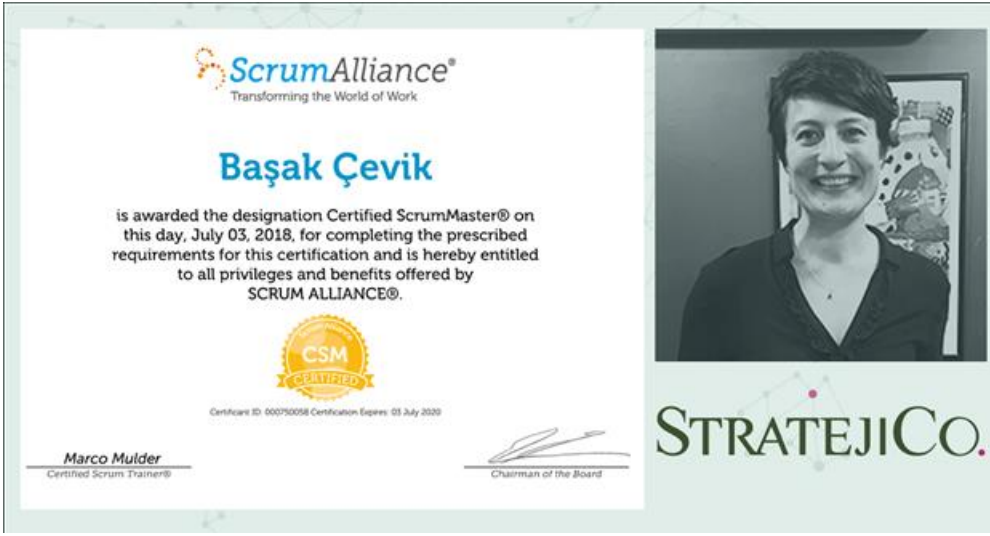 ScrumAlliance®
Transforming the World of Work
Başak Çevik
is awarded the designation Certified ScrumMaster® on
this day, July 03, 2018, for completing the prescribed
requirements for this certification and is hereby entitled
to all privileges and benefits offered by
SCRUM ALLIANCE®.
CSM
CERTIFIED
Certificant ID: 000750058 Certification Expires: 03 July 2020
Marco Mulder
Certified Scrum Trainer®
Chairman of the Board
STRATEJICO.